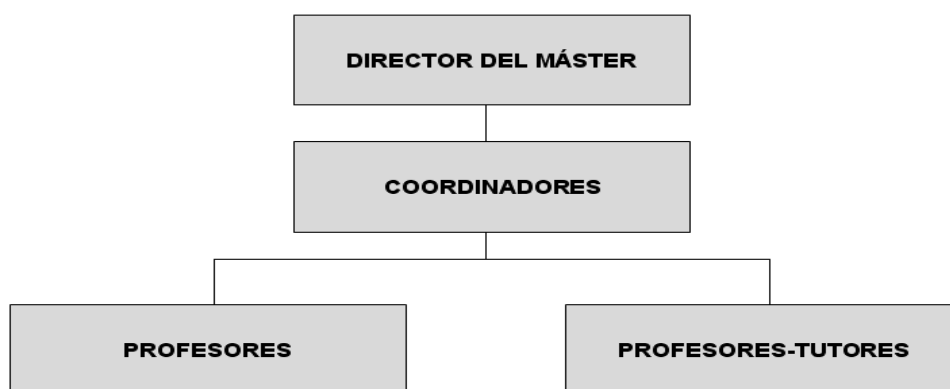 DIRECTOR DEL MÁSTER
COORDINADORES
PROFESORES
PROFESORES-TUTORES